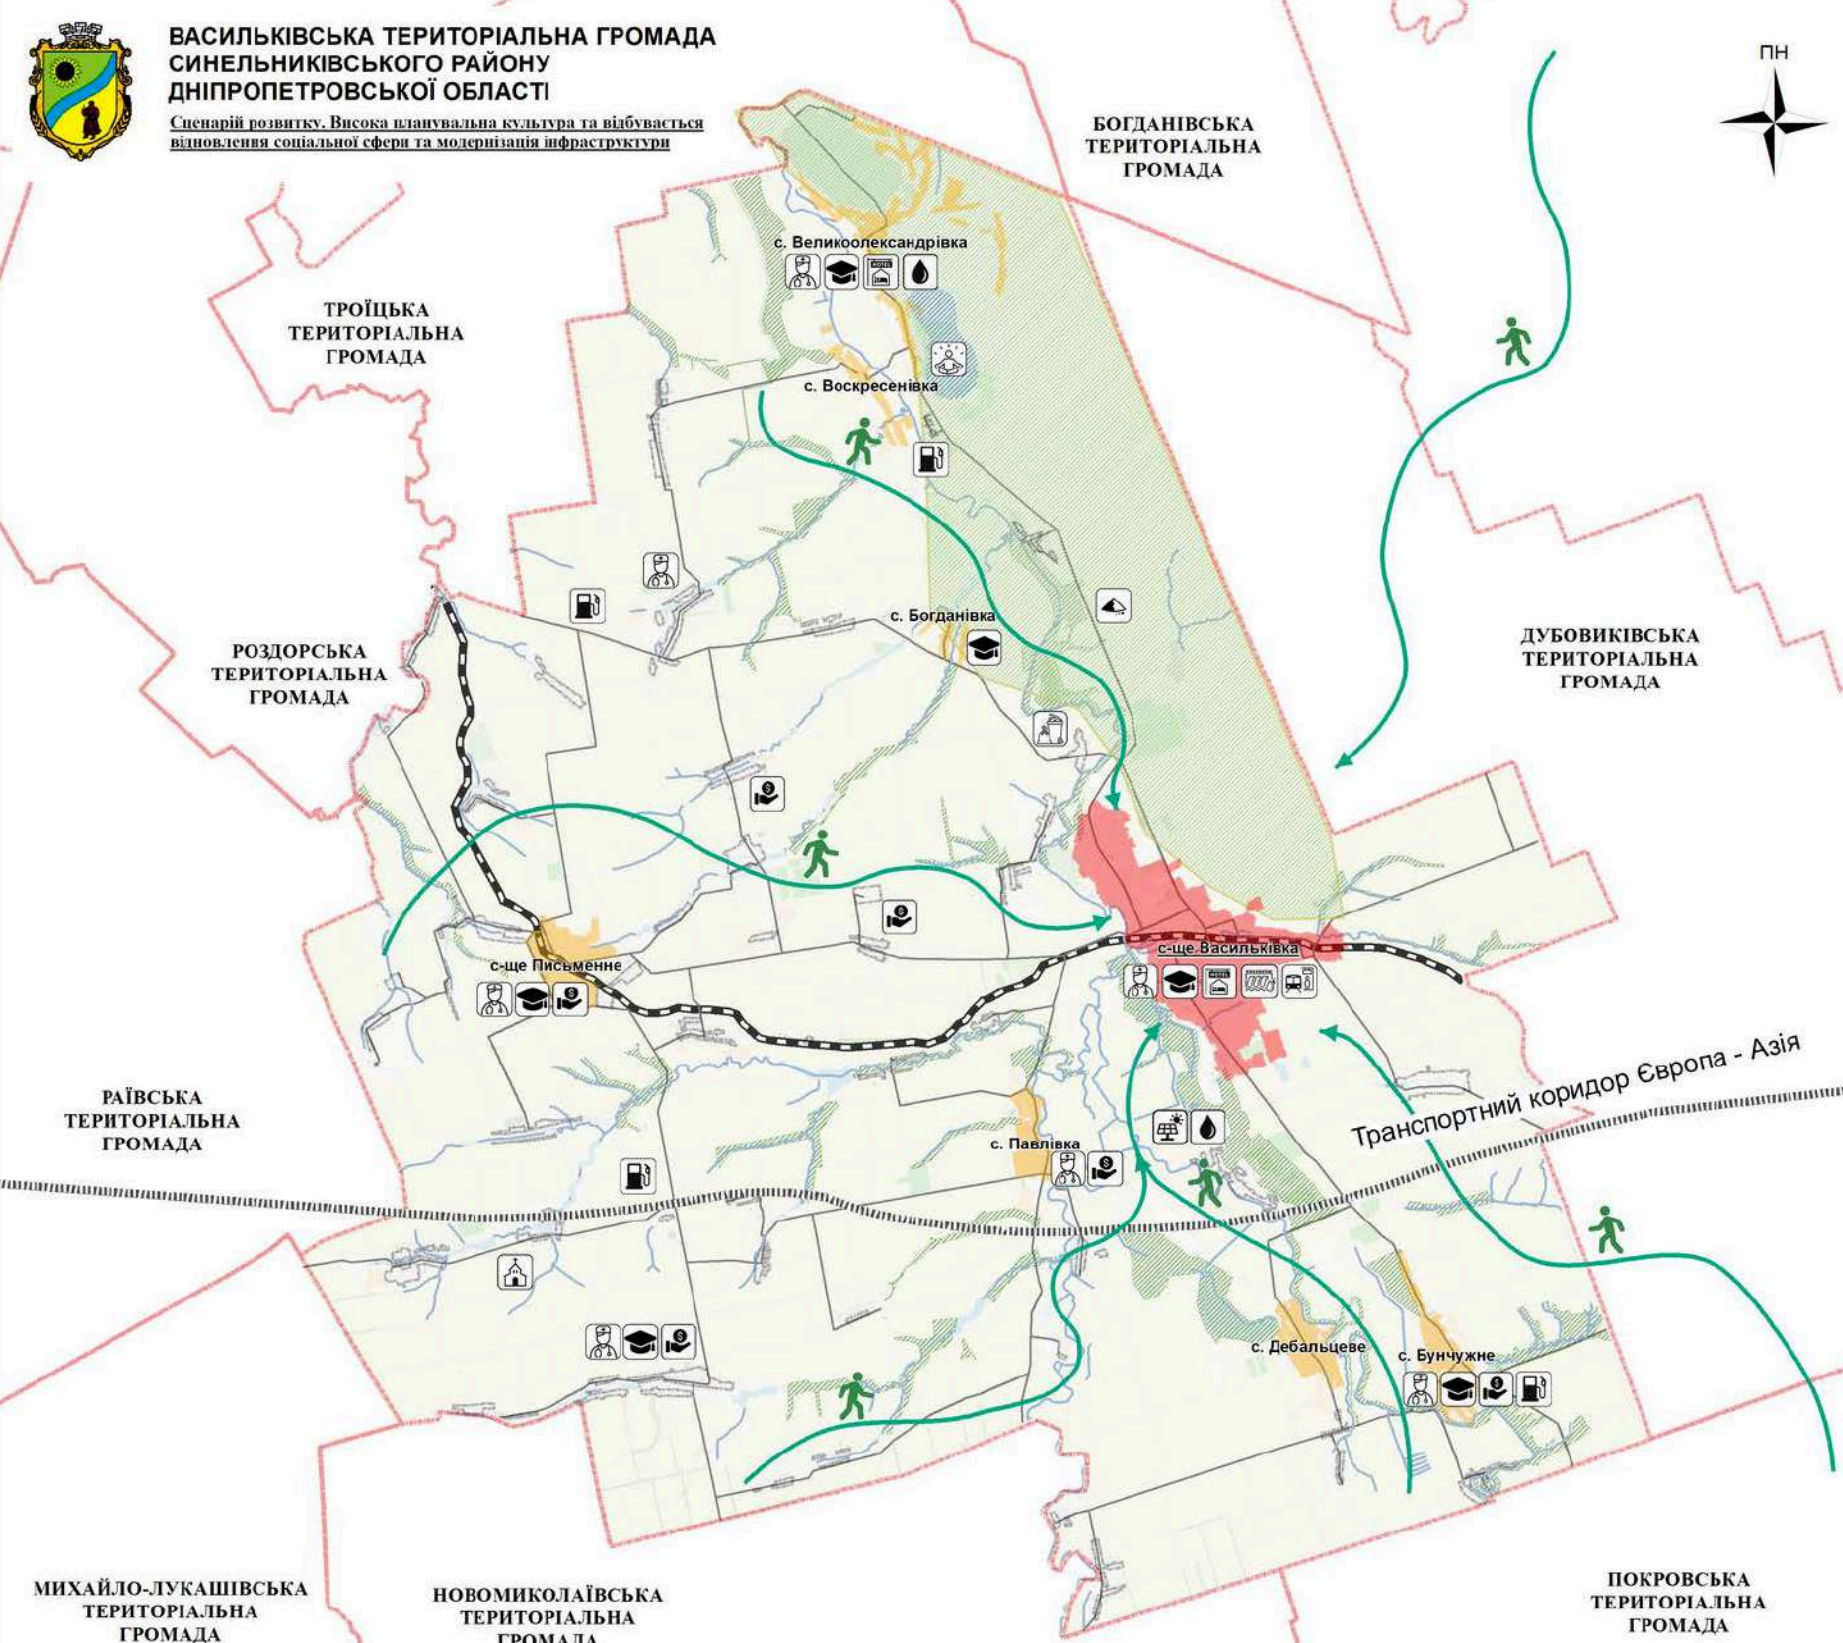 ВАСИЛЬКІВСЬКА ТЕРИТОРІАЛЬНА ГРОМАДА
СИНЕЛЬНИКІВСЬКОГО РАЙОНУ
ДНІПРОПЕТРОВСЬКОЇ ОБЛАСТІ
Сценарій розвитку. Висока планувальна культура та відбувається
відновлення соціальної сфери та модернізація інфраструктури
ПН
БОГДАНІВСЬКА
ТЕРИТОРІАЛЬНА
ГРОМАДА
с. Великоолександрівка
HOTEL
ТРОЇЦЬКА
ТЕРИТОРІАЛЬНА
ГРОМАДА
с. Воскресенівка
с. Богданівка
РОЗДОРСЬКА
ТЕРИТОРІАЛЬНА
ГРОМАДА
ДУБОВИКІВСЬКА
ТЕРИТОРІАЛЬНА
ГРОМАДА
с-ще Васильківка
HOTEL
с-ще Письменне
Транспортний коридор Європа - Азія
РАЇВСЬКА
ТЕРИТОРІАЛЬНА
ГРОМАДА
с. Павлівка
с. Дебальцеве
с. Бунчужне
МИХАЙЛО-ЛУКАШІВСЬКА
ТЕРИТОРІАЛЬНА
ГРОМАДА
НОВОМИКОЛАЇВСЬКА
ТЕРИТОРІАЛЬНА
ГРОМАДА
ПОКРОВСЬКА
ТЕРИТОРІАЛЬНА
ГРОМАДА